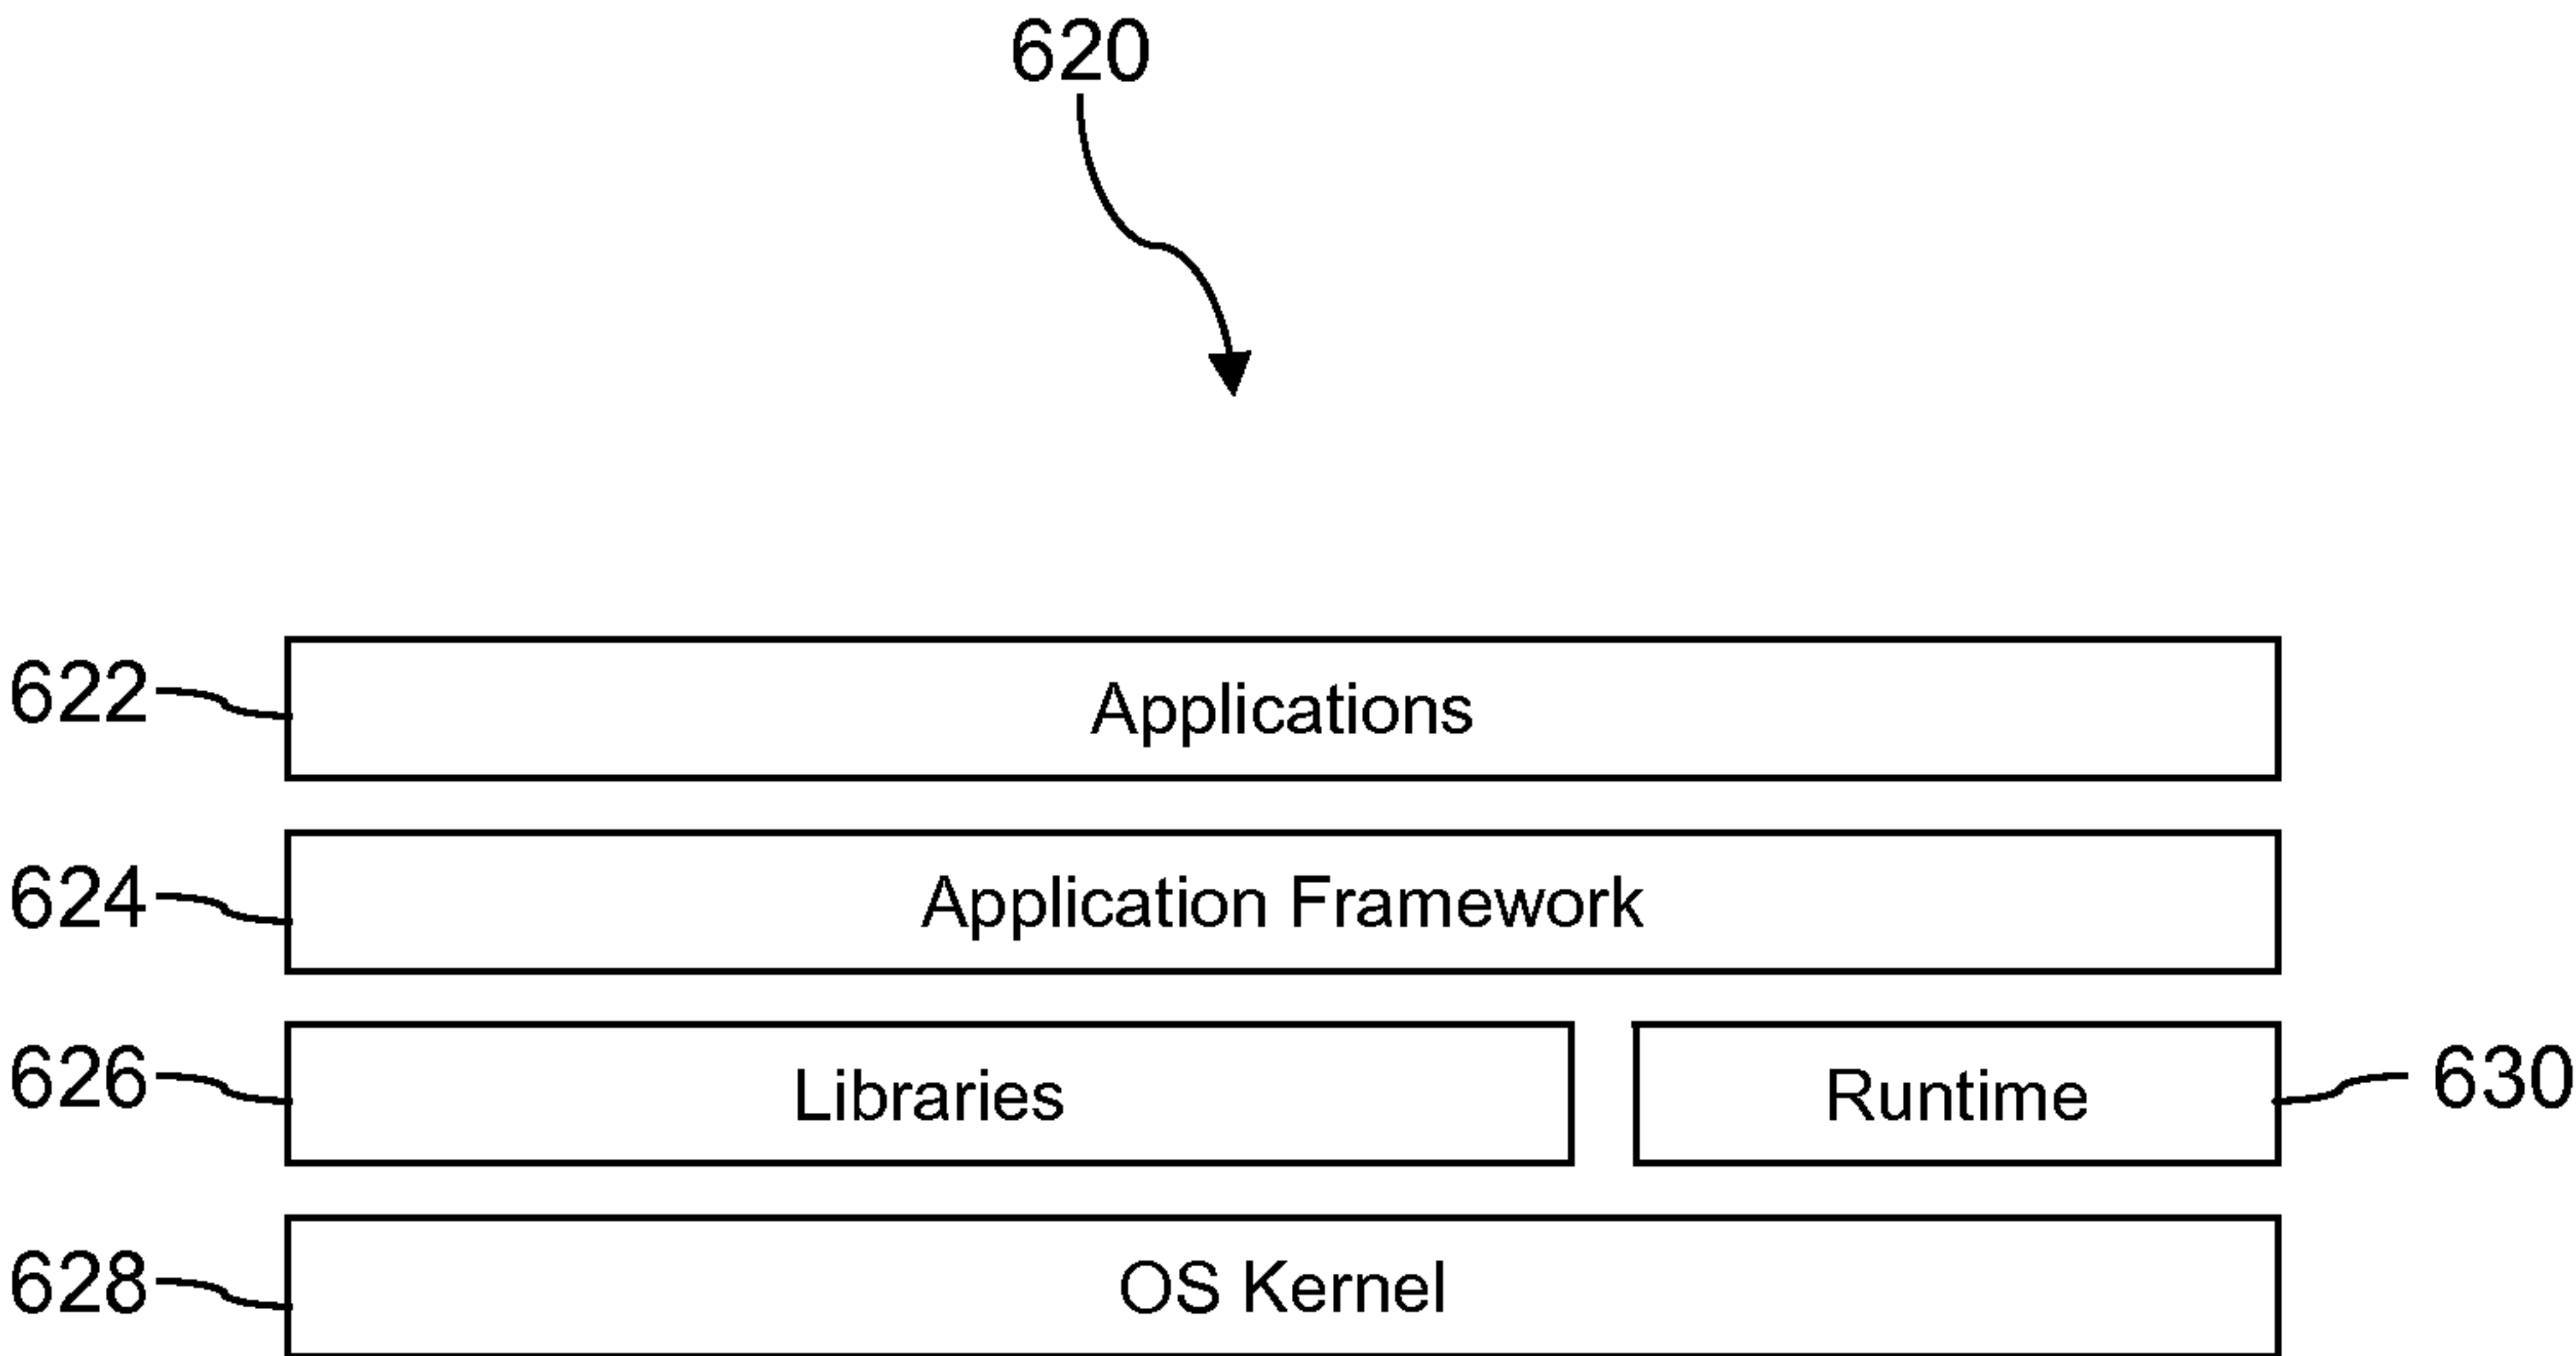 620
622 Applications
624 Application Framework
626 Libraries Runtime 630
628 OS Kernel